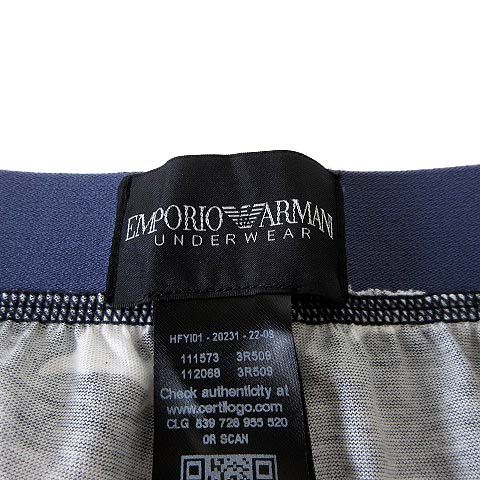 EMPORIO ARMANI
UNDERWEAR
HFYI01 - 20231 - 22-08
111573 3R509
112069 3R509
Check authenticity at
www.certilogo.com
CLG 839 728 955 520
OR SCAN